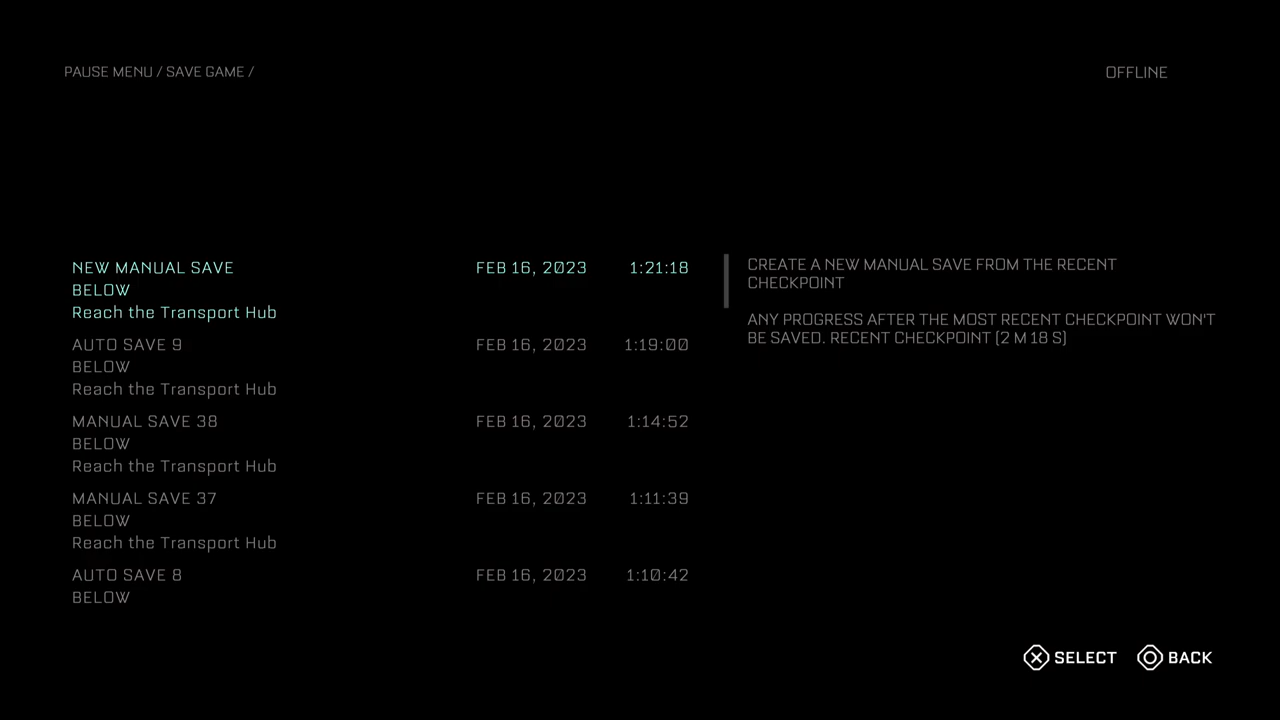 PAUSE MENU / SAVE GAME /
OFFLINE
NEW MANUAL SAVE FEB 16, 2023 1:21:18
BELOW
Reach the Transport Hub
AUTO SAVE 9 FEB 16, 2023 1:19:00
BELOW
Reach the Transport Hub
MANUAL SAVE 38 FEB 16, 2023 1:14:52
BELOW
Reach the Transport Hub
MANUAL SAVE 37 FEB 16, 2023 1:11:39
BELOW
Reach the Transport Hub
AUTO SAVE 8 FEB 16, 2023 1:10:42
BELOW
CREATE A NEW MANUAL SAVE FROM THE RECENT
CHECKPOINT
ANY PROGRESS AFTER THE MOST RECENT CHECKPOINT WON'T
BE SAVED. RECENT CHECKPOINT [2 M 18 S]
SELECT BACK